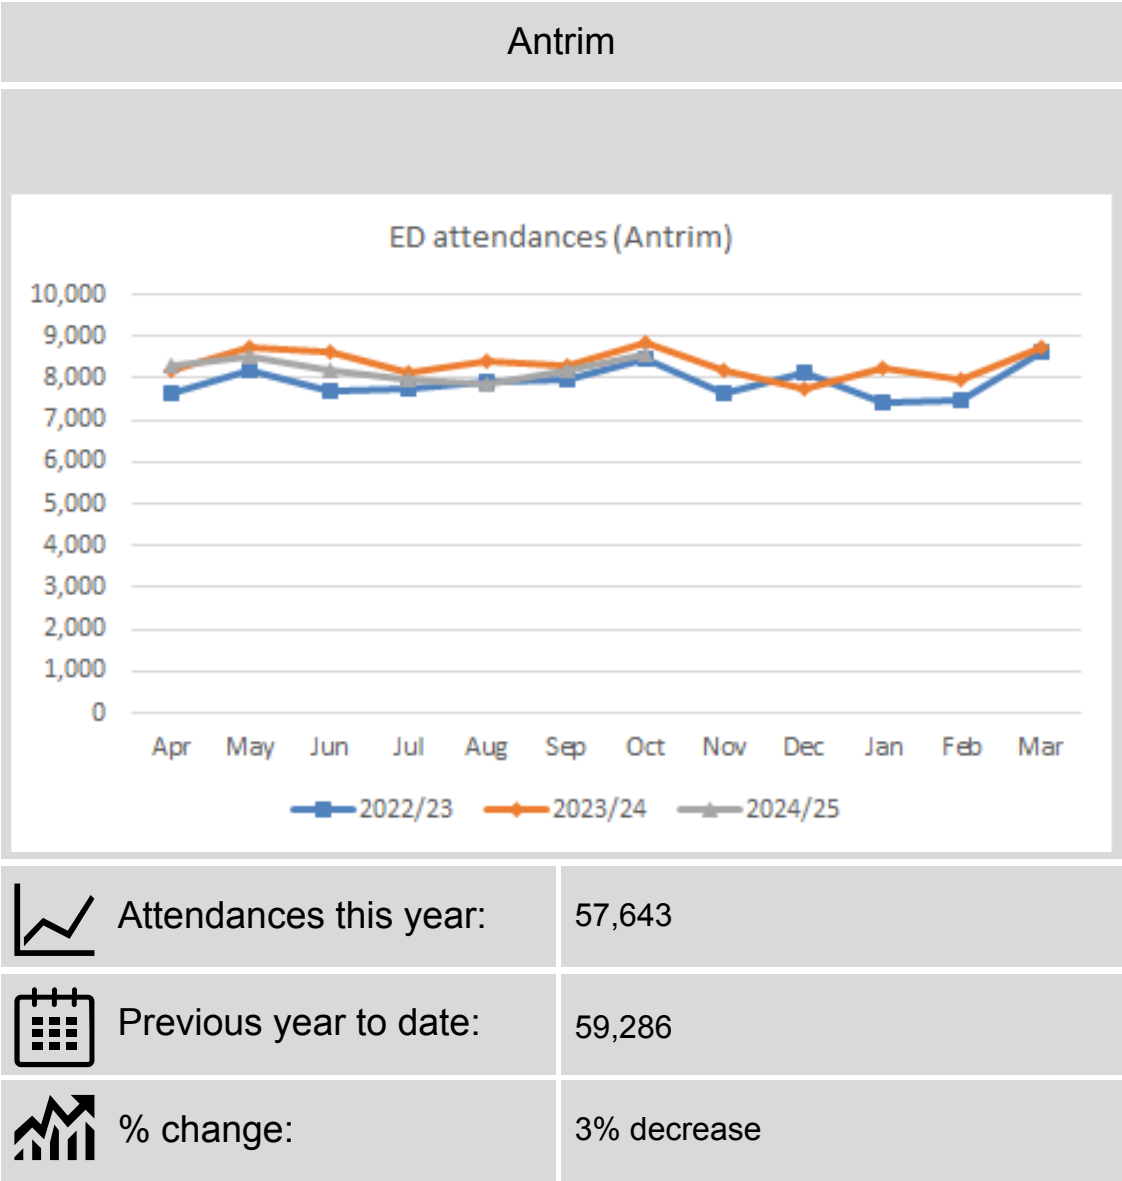 Antrim
ED attendances (Antrim)
10,000
9,000
8,000
7,000
6,000
5,000
4,000
3,000
2,000
1,000
0
Apr May Jun Jul Aug Sep Oct Nov Dec Jan Feb Mar
2022/23 2023/24 2024/25
Attendances this year: 57,643
Previous year to date: 59,286
% change: 3% decrease